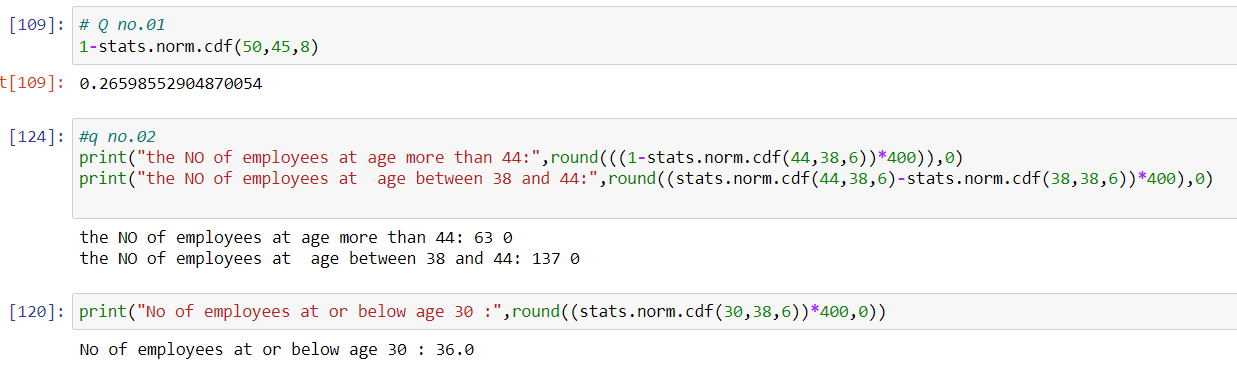 [109]: # Q no.01
1-stats.norm.cdf(50,45,8)
t[109]: 0.26598552904870054
[124]: #q no.02
print("the NO of employees at age more than 44:",round(((1-stats.norm.cdf(44,38,6))*400)),0)
print("the NO of employees at  age between 38 and 44:",round((stats.norm.cdf(44,38,6)-stats.norm.cdf(38,38,6))*400),0)
the NO of employees at age more than 44: 63 0
the NO of employees at  age between 38 and 44: 137 0
[120]: print("No of employees at or below age 30 :",round((stats.norm.cdf(30,38,6))*400,0))
No of employees at or below age 30 : 36.0